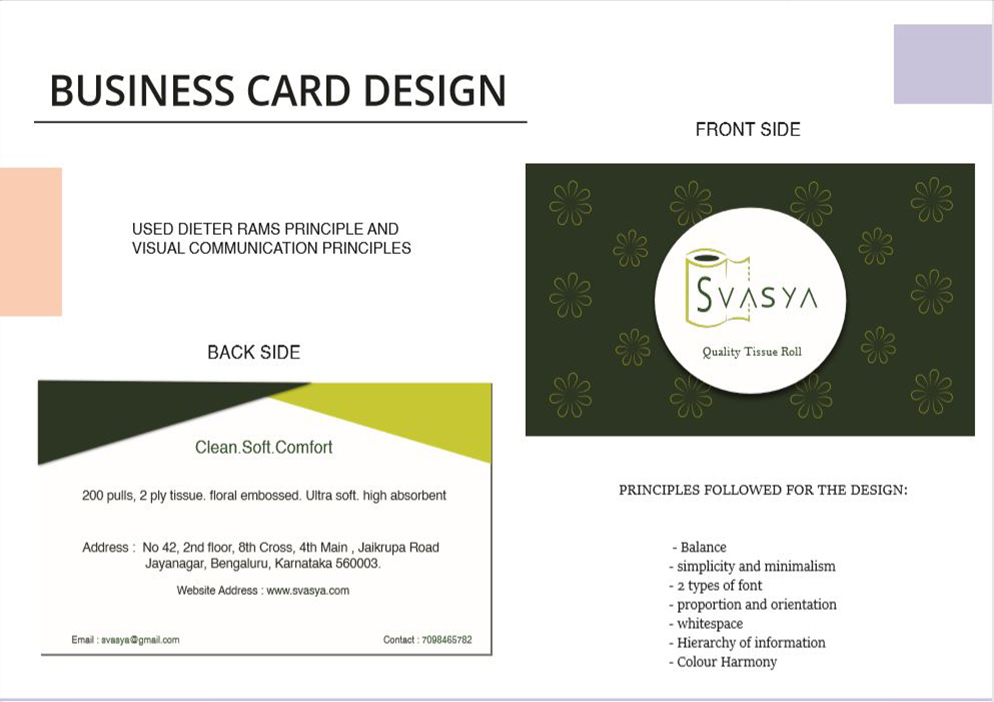 BUSINESS CARD DESIGN
USED DIETER RAMS PRINCIPLE AND
VISUAL COMMUNICATION PRINCIPLES
FRONT SIDE
SVASYA
Quality Tissue Roll
BACK SIDE
Clean.Soft.Comfort
200 pulls, 2 ply tissue. floral embossed. Ultra soft. high absorbent
Address : No 42, 2nd floor, 8th Cross, 4th Main , Jaikrupa Road
Jayanagar, Bengaluru, Karnataka 560003.
Website Address : www.svasya.com
Email : svasya@gmail.com
Contact : 7098465782
PRINCIPLES FOLLOWED FOR THE DESIGN:
- Balance
- simplicity and minimalism
- 2 types of font
- proportion and orientation
- whitespace
- Hierarchy of information
- Colour Harmony